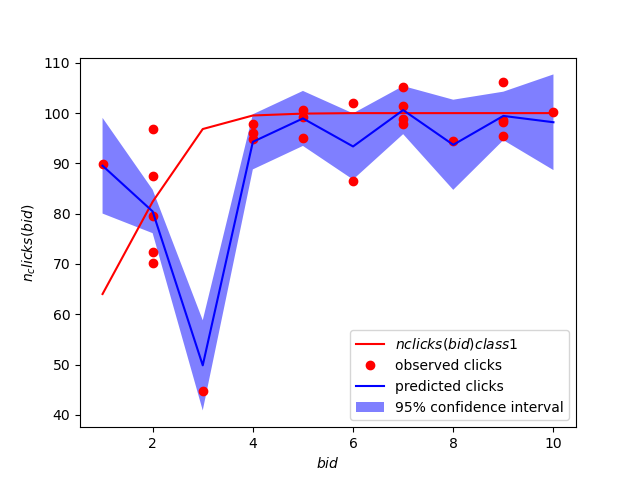 110
100
90
80
70
60
50
40
n_clicks(bid)
2
4
6
8
10
bid
nclicks(bid)class1
observed clicks
predicted clicks
95% confidence interval